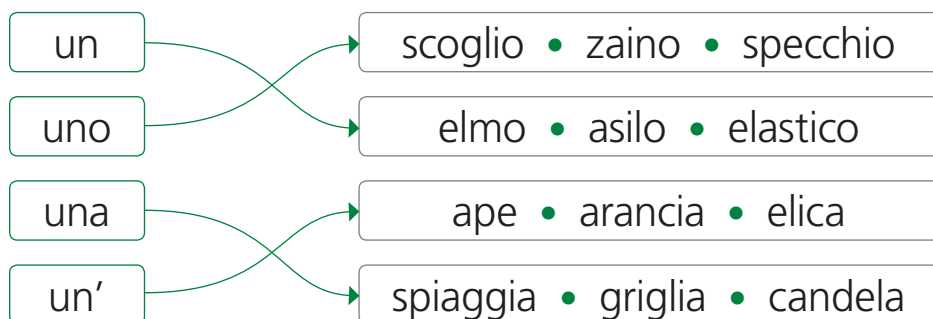 un
scoglio • zaino • specchio
uno
elmo • asilo • elastico
una
ape • arancia • elica
un’
spiaggia • griglia • candela